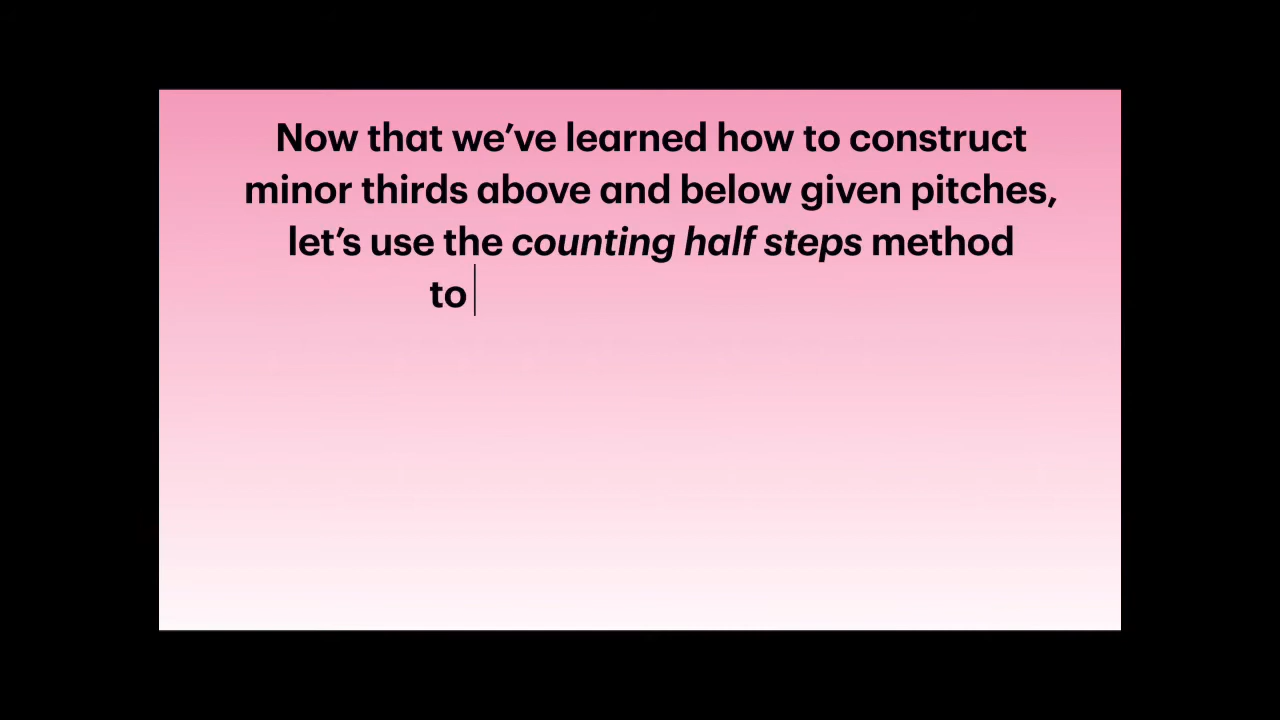 Now that we’ve learned how to construct
minor thirds above and below given pitches,
let’s use the counting half steps method
to